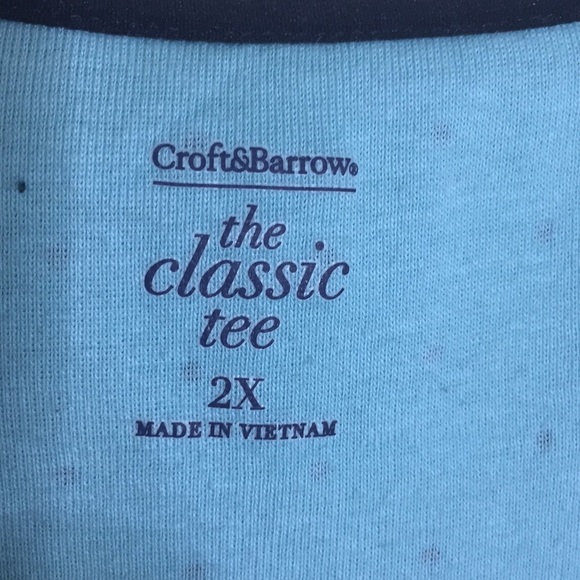 Croft&Barrow®
the
classic
tee
2X
MADE IN VIETNAM